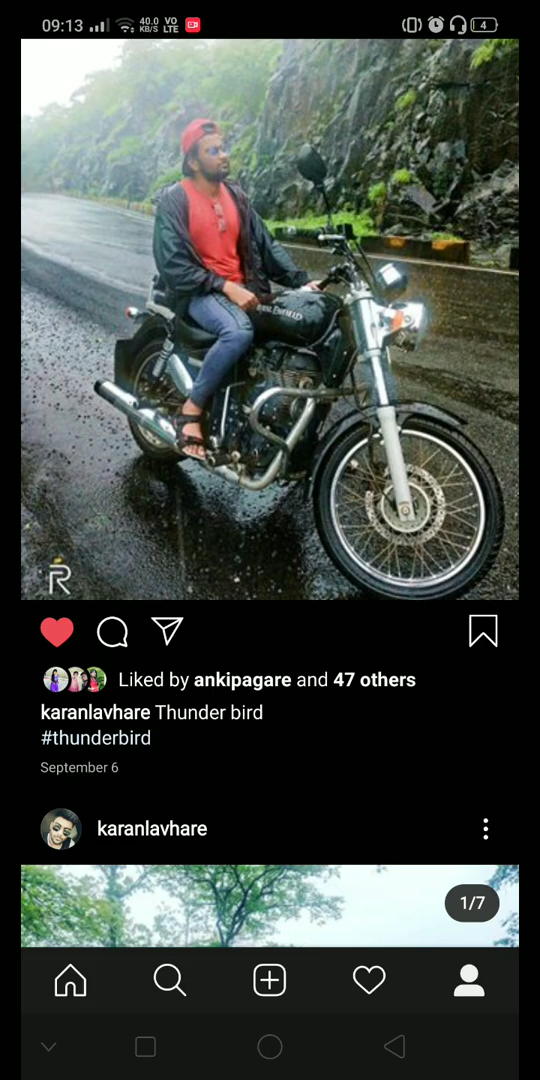 09:13
40.0
KB/S
VO
LTE
4
ENFIELD
R
Liked by ankipagare and 47 others
karanlavhare Thunder bird
#thunderbird
September 6
karanlavhare
1/7